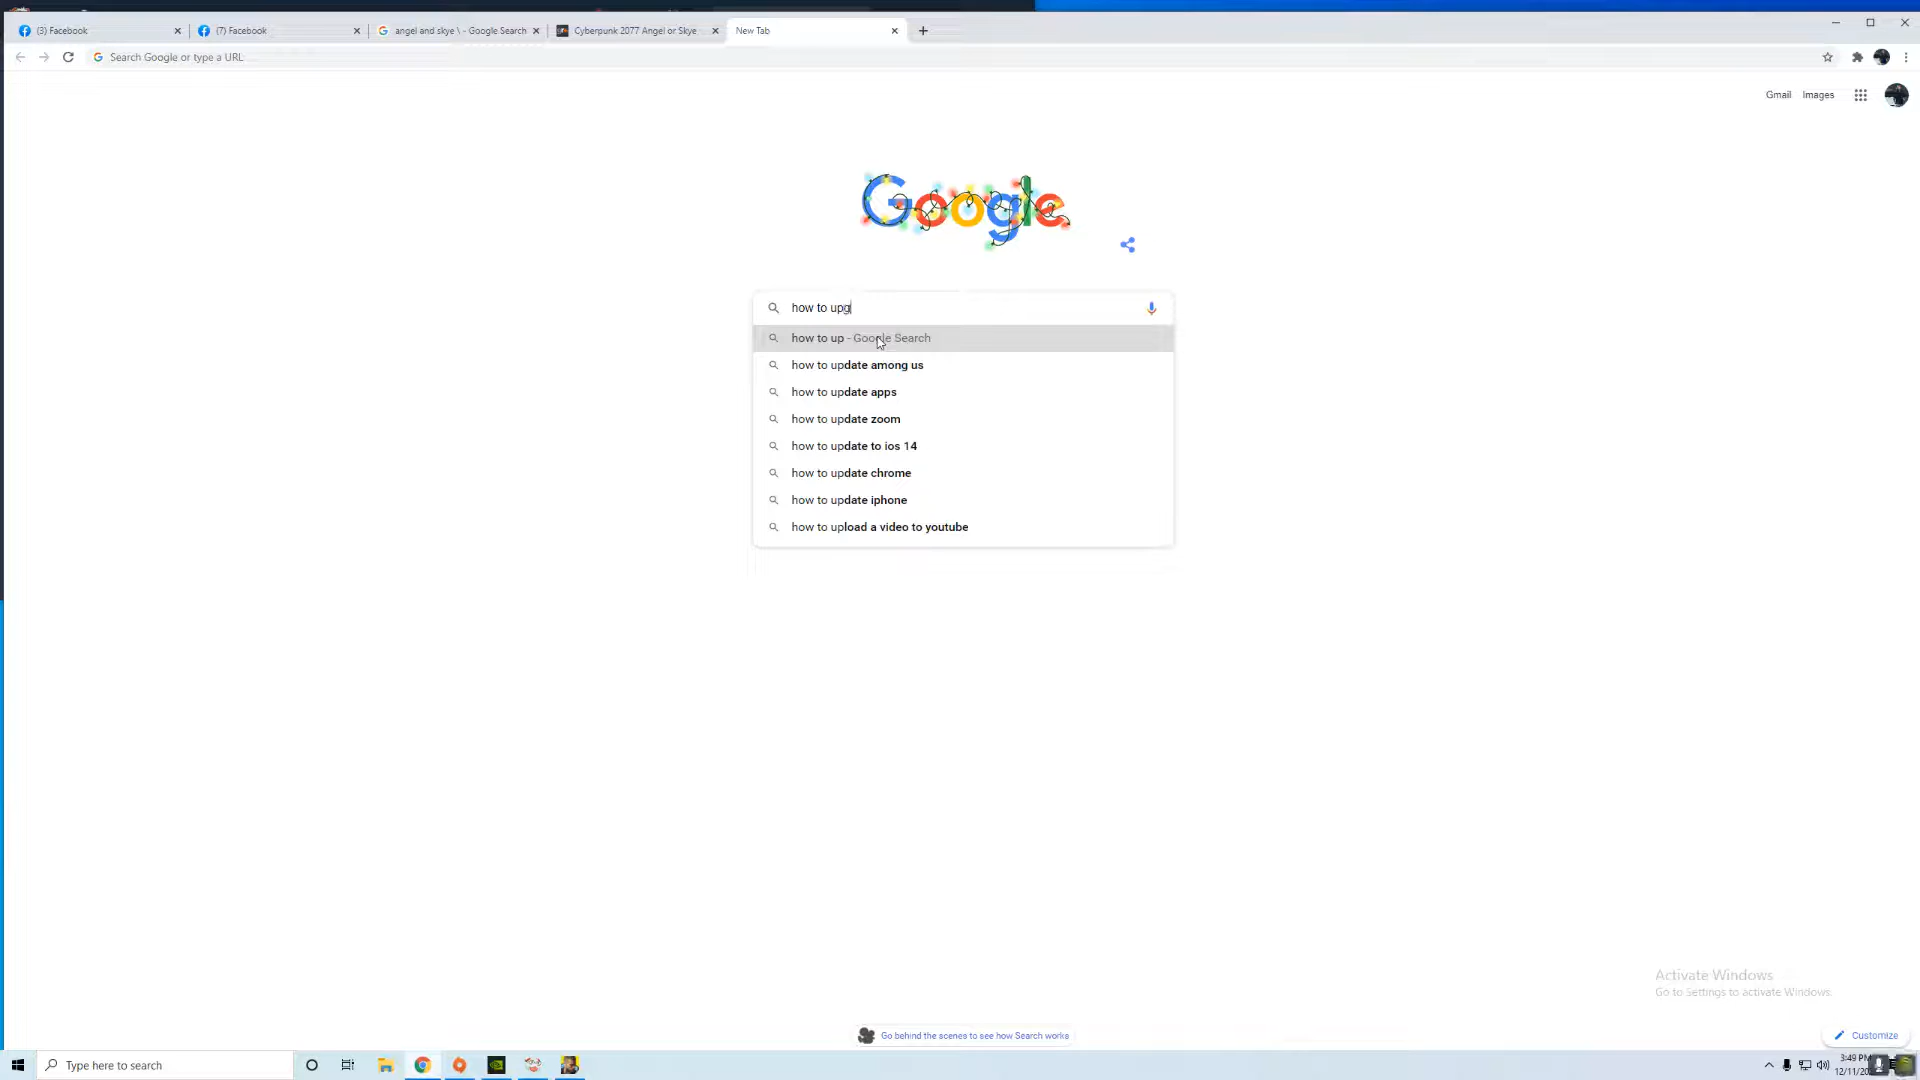 (3) Facebook
(7) Facebook
angel and skye \ - Google Search
Cyberpunk 2077 Angel or Skye
New Tab
Search Google or type a URL
Gmail
Images
Google
how to upg
how to up - Google Search
how to update among us
how to update apps
how to update zoom
how to update to ios 14
how to update chrome
how to update iphone
how to upload a video to youtube
Activate Windows
Go to Settings to activate Windows.
Go behind the scenes to see how Search works
Customize
Type here to search
3:49 PM